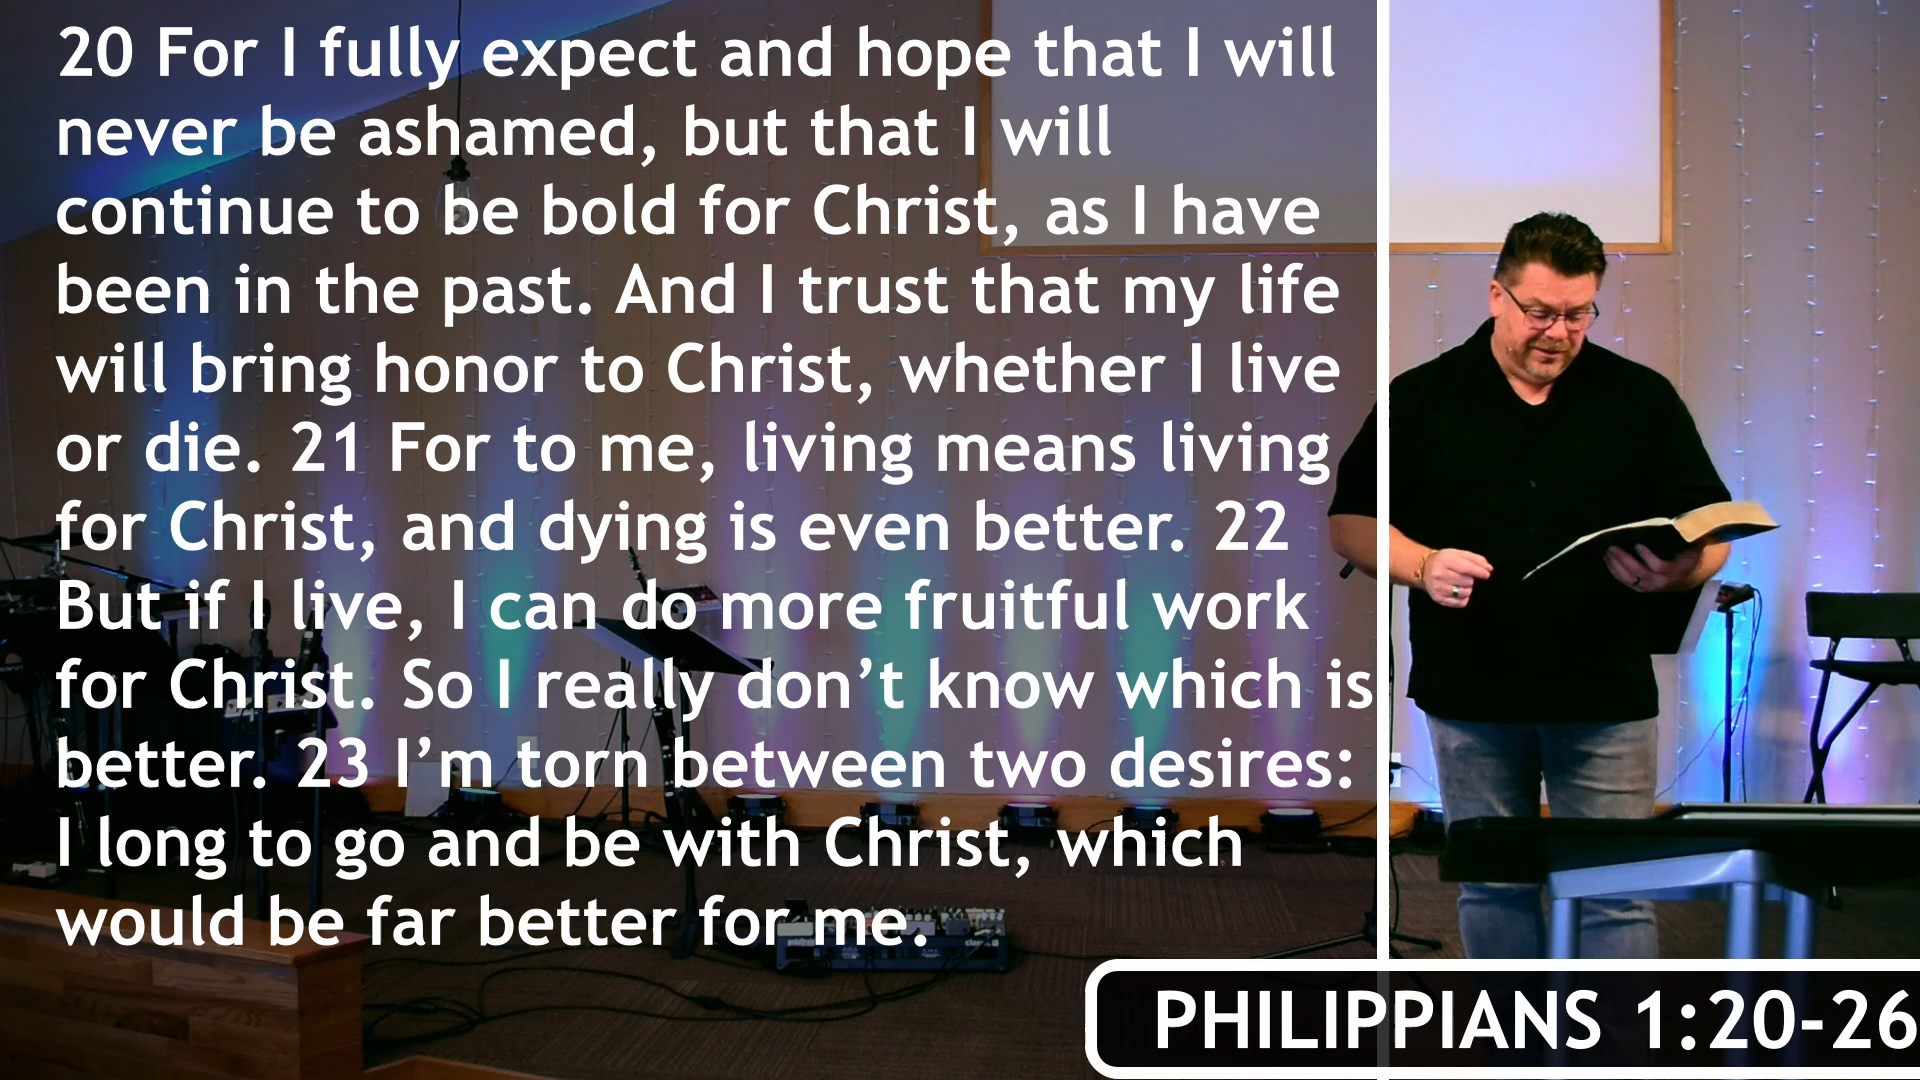 20 For I fully expect and hope that I will
never be ashamed, but that I will
continue to be bold for Christ, as I have
been in the past. And I trust that my life
will bring honor to Christ, whether I live
or die. 21 For to me, living means living
for Christ, and dying is even better. 22
But if I live, I can do more fruitful work
for Christ. So I really don’t know which is
better. 23 I’m torn between two desires:
I long to go and be with Christ, which
would be far better for me.
PHILIPPIANS 1:20-26